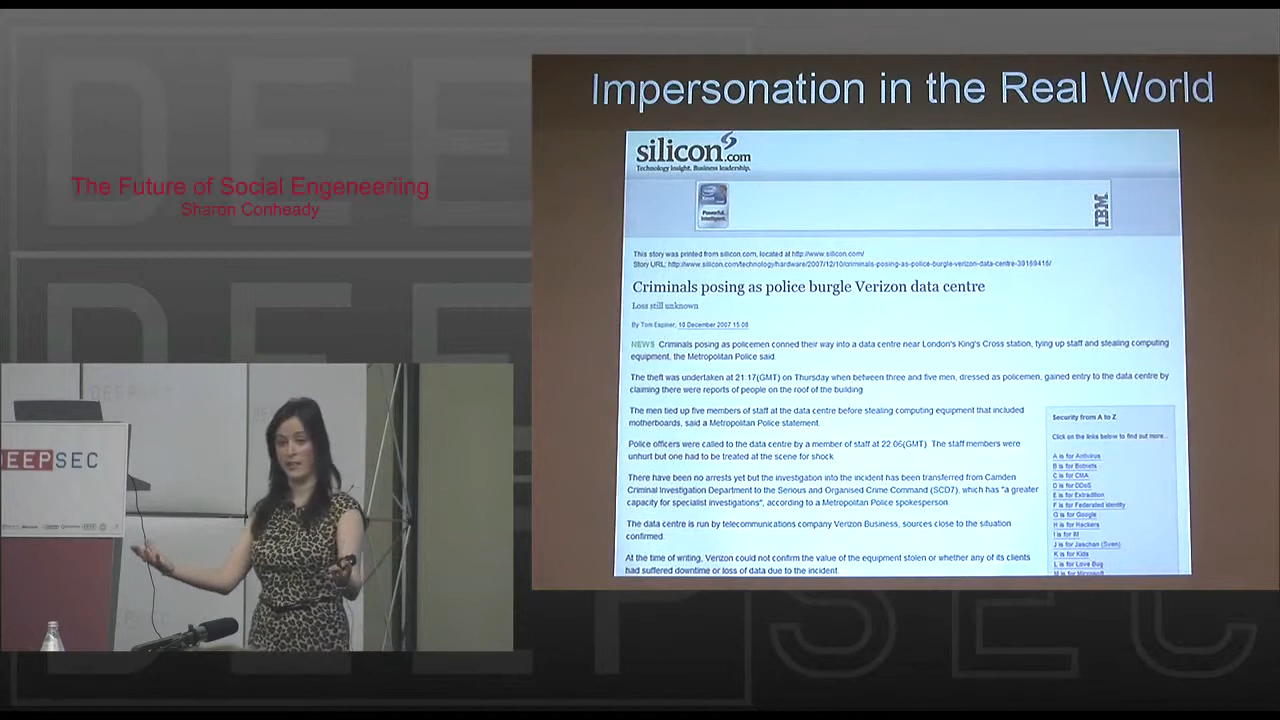 DEEPSEC
The Future of Social Engeneering
Sharon Conheady
DEEPSEC
DEEPSEC
Impersonation in the Real World
silicon.com
Technology Insight. Business leadership.
Powerful.
Intelligent.
IBM
This story was printed from silicon.com, located at http://www.silicon.com/
Story URL: http://www.silicon.com/technology/hardware/2007/12/10/criminals-posing-as-police-burgle-verizon-data-centre-39169416/
Criminals posing as police burgle Verizon data centre
Loss still unknown
By Tom Espiner, 10 December 2007 15:08
NEWS Criminals posing as policemen conned their way into a data centre near London's King's Cross station, tying up staff and stealing computing
equipment, the Metropolitan Police said.
The theft was undertaken at 21:17(GMT) on Thursday when between three and five men, dressed as policemen, gained entry to the data centre by
claiming there were reports of people on the roof of the building
The men tied up five members of staff at the data centre before stealing computing equipment that included
motherboards, said a Metropolitan Police statement.
Police officers were called to the data centre by a member of staff at 22.06(GMT) The staff members were
unhurt but one had to be treated at the scene for shock
There have been no arrests yet but the investigation into the incident has been transferred from Camden
Criminal Investigation Department to the Serious and Organised Crime Command (SCD7), which has "a greater
capacity for specialist investigations", according to a Metropolitan Police spokesperson.
The data centre is run by telecommunications company Verizon Business, sources close to the situation
confirmed.
At the time of writing, Verizon could not confirm the value of the equipment stolen or whether any of its clients
had suffered downtime or loss of data due to the incident.
Security from A to Z
Click on the links below to find out more...
A is for Antivirus
B is for Botnets
C is for CMA
D is for DDoS
E is for Extradition
F is for Federated identity
G is for Google
H is for Hackers
I is for IM
J is for Jaschan (Sven)
K is for Kids
L is for Love Bug
M is for Microsoft